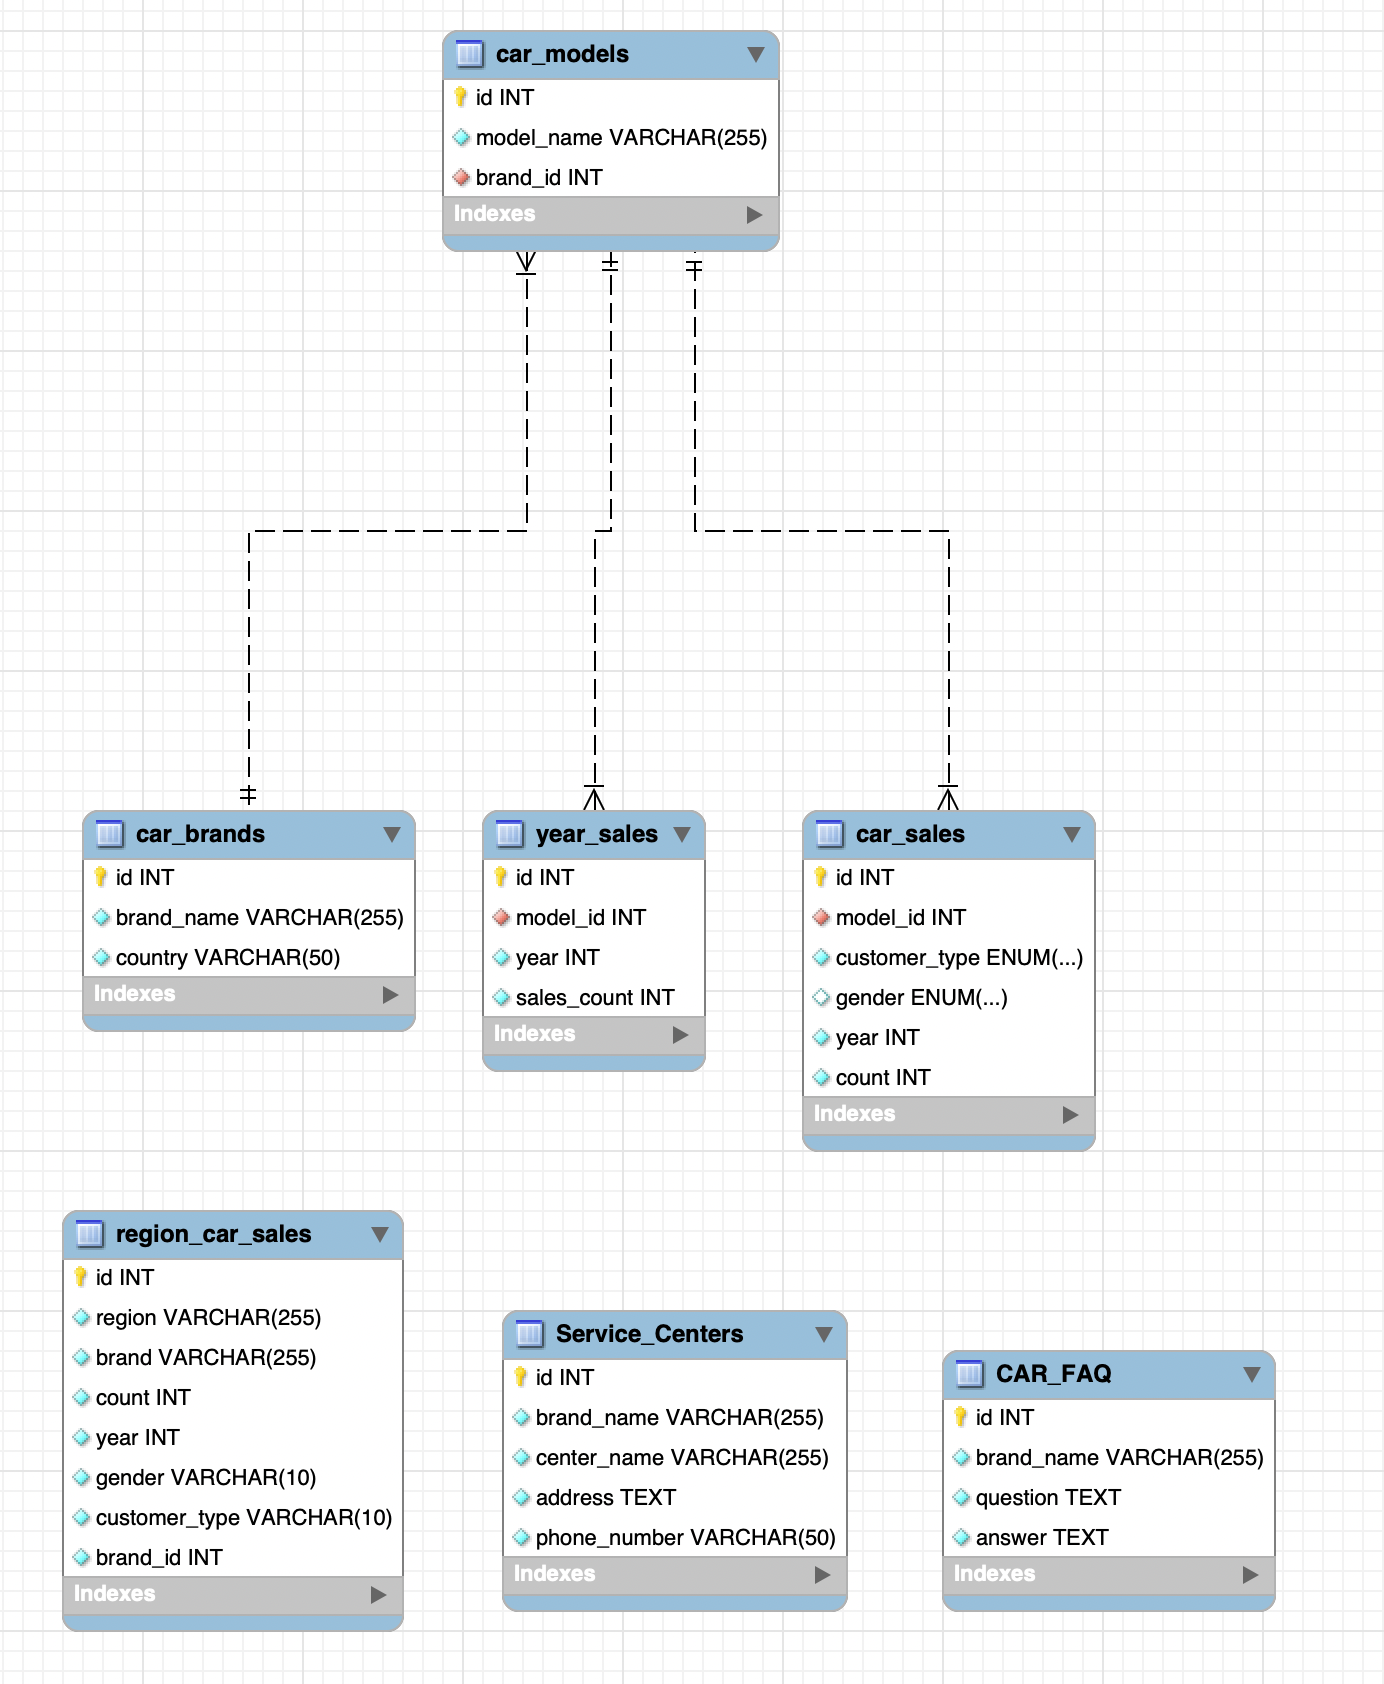 car_models
id INT
model_name VARCHAR(255)
brand_id INT
Indexes
car_brands
id INT
brand_name VARCHAR(255)
country VARCHAR(50)
Indexes
year_sales
id INT
model_id INT
year INT
sales_count INT
Indexes
car_sales
id INT
model_id INT
customer_type ENUM(...)
gender ENUM(...)
year INT
count INT
Indexes
region_car_sales
id INT
region VARCHAR(255)
brand VARCHAR(255)
count INT
year INT
gender VARCHAR(10)
customer_type VARCHAR(10)
brand_id INT
Indexes
Service_Centers
id INT
brand_name VARCHAR(255)
center_name VARCHAR(255)
address TEXT
phone_number VARCHAR(50)
Indexes
CAR_FAQ
id INT
brand_name VARCHAR(255)
question TEXT
answer TEXT
Indexes